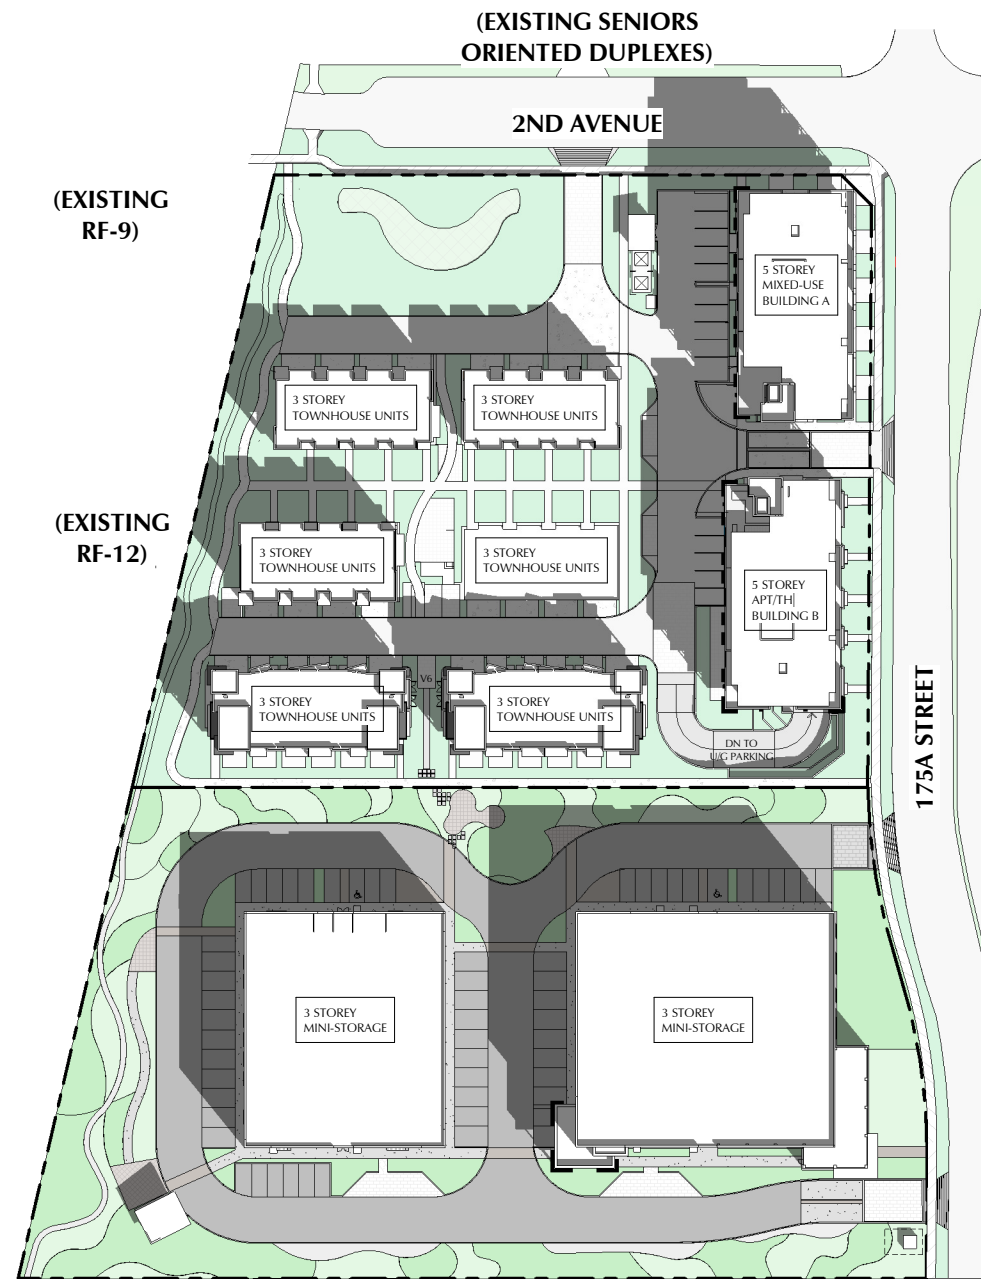 (EXISTING SENIORS
ORIENTED DUPLEXES)
2ND AVENUE
(EXISTING
RF-9)
5 STOREY
MIXED-USE
BUILDING A
3 STOREY
TOWNHOUSE UNITS
3 STOREY
TOWNHOUSE UNITS
(EXISTING
RF-12)
3 STOREY
TOWNHOUSE UNITS
3 STOREY
TOWNHOUSE UNITS
5 STOREY
APT/TH
BUILDING B
V6
3 STOREY
TOWNHOUSE UNITS
3 STOREY
TOWNHOUSE UNITS
DN TO
U/G PARKING
175A STREET
3 STOREY
MINI-STORAGE
3 STOREY
MINI-STORAGE